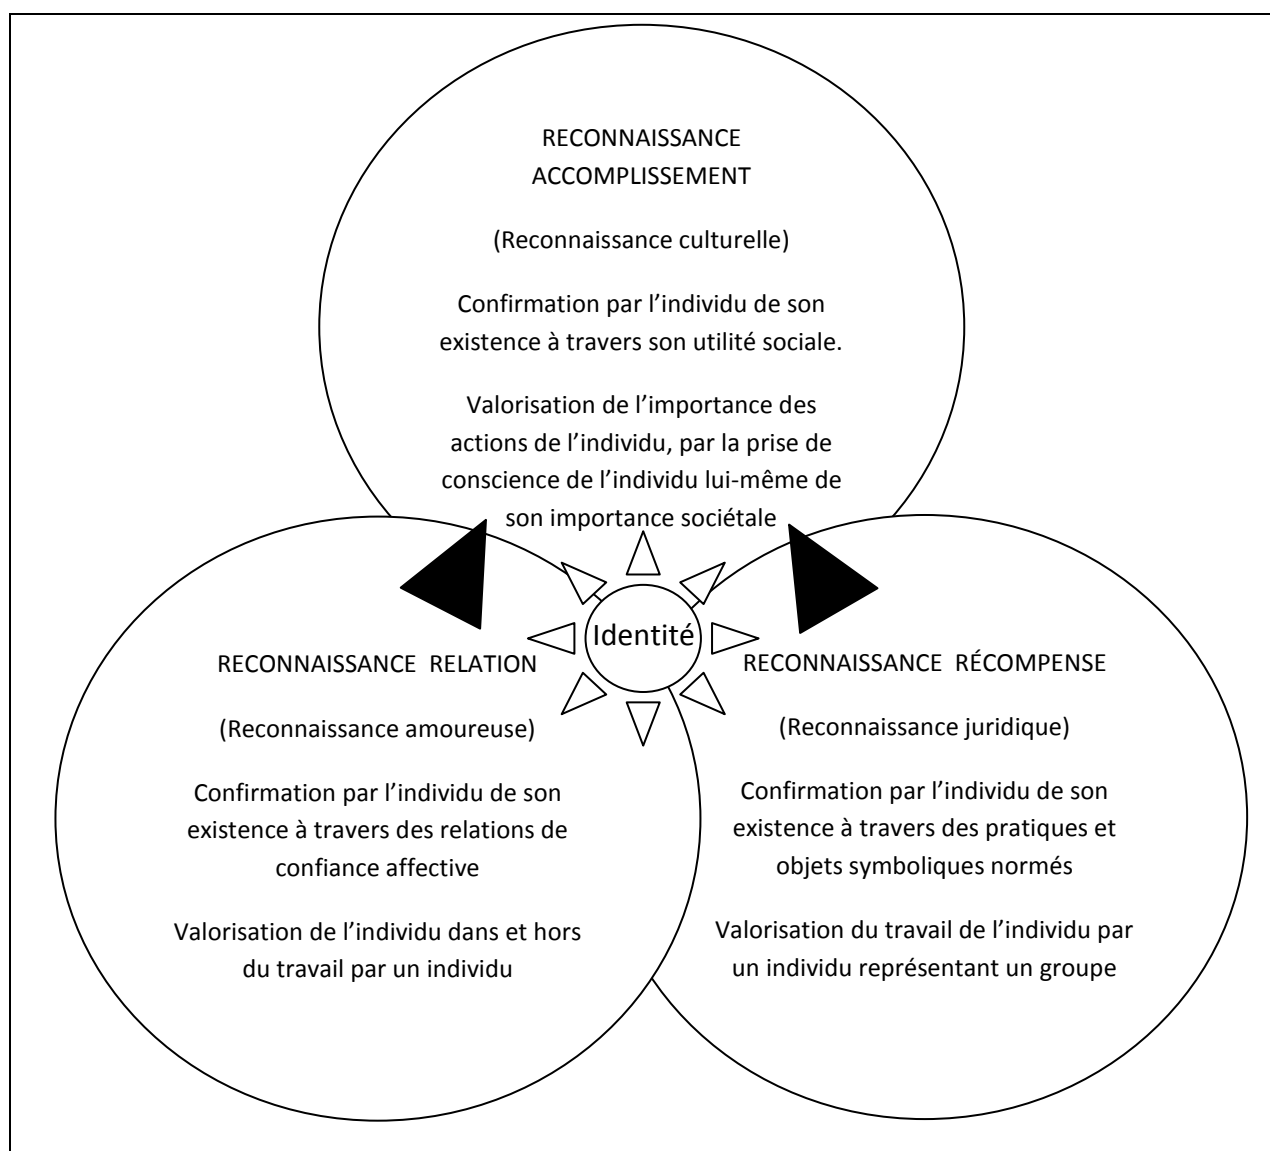 RECONNAISSANCE
ACCOMPLISSEMENT
(Reconnaissance culturelle)
Confirmation par l’individu de son
existence à travers son utilité sociale.
Valorisation de l’importance des
actions de l’individu, par la prise de
conscience de l’individu lui-même de
son importance sociétale
Identité
RECONNAISSANCE RELATION
(Reconnaissance amoureuse)
Confirmation par l’individu de son
existence à travers des relations de
confiance affective
Valorisation de l’individu dans et hors
du travail par un individu
RECONNAISSANCE RÉCOMPENSE
(Reconnaissance juridique)
Confirmation par l’individu de son
existence à travers des pratiques et
objets symboliques normés
Valorisation du travail de l’individu par
un individu représentant un groupe